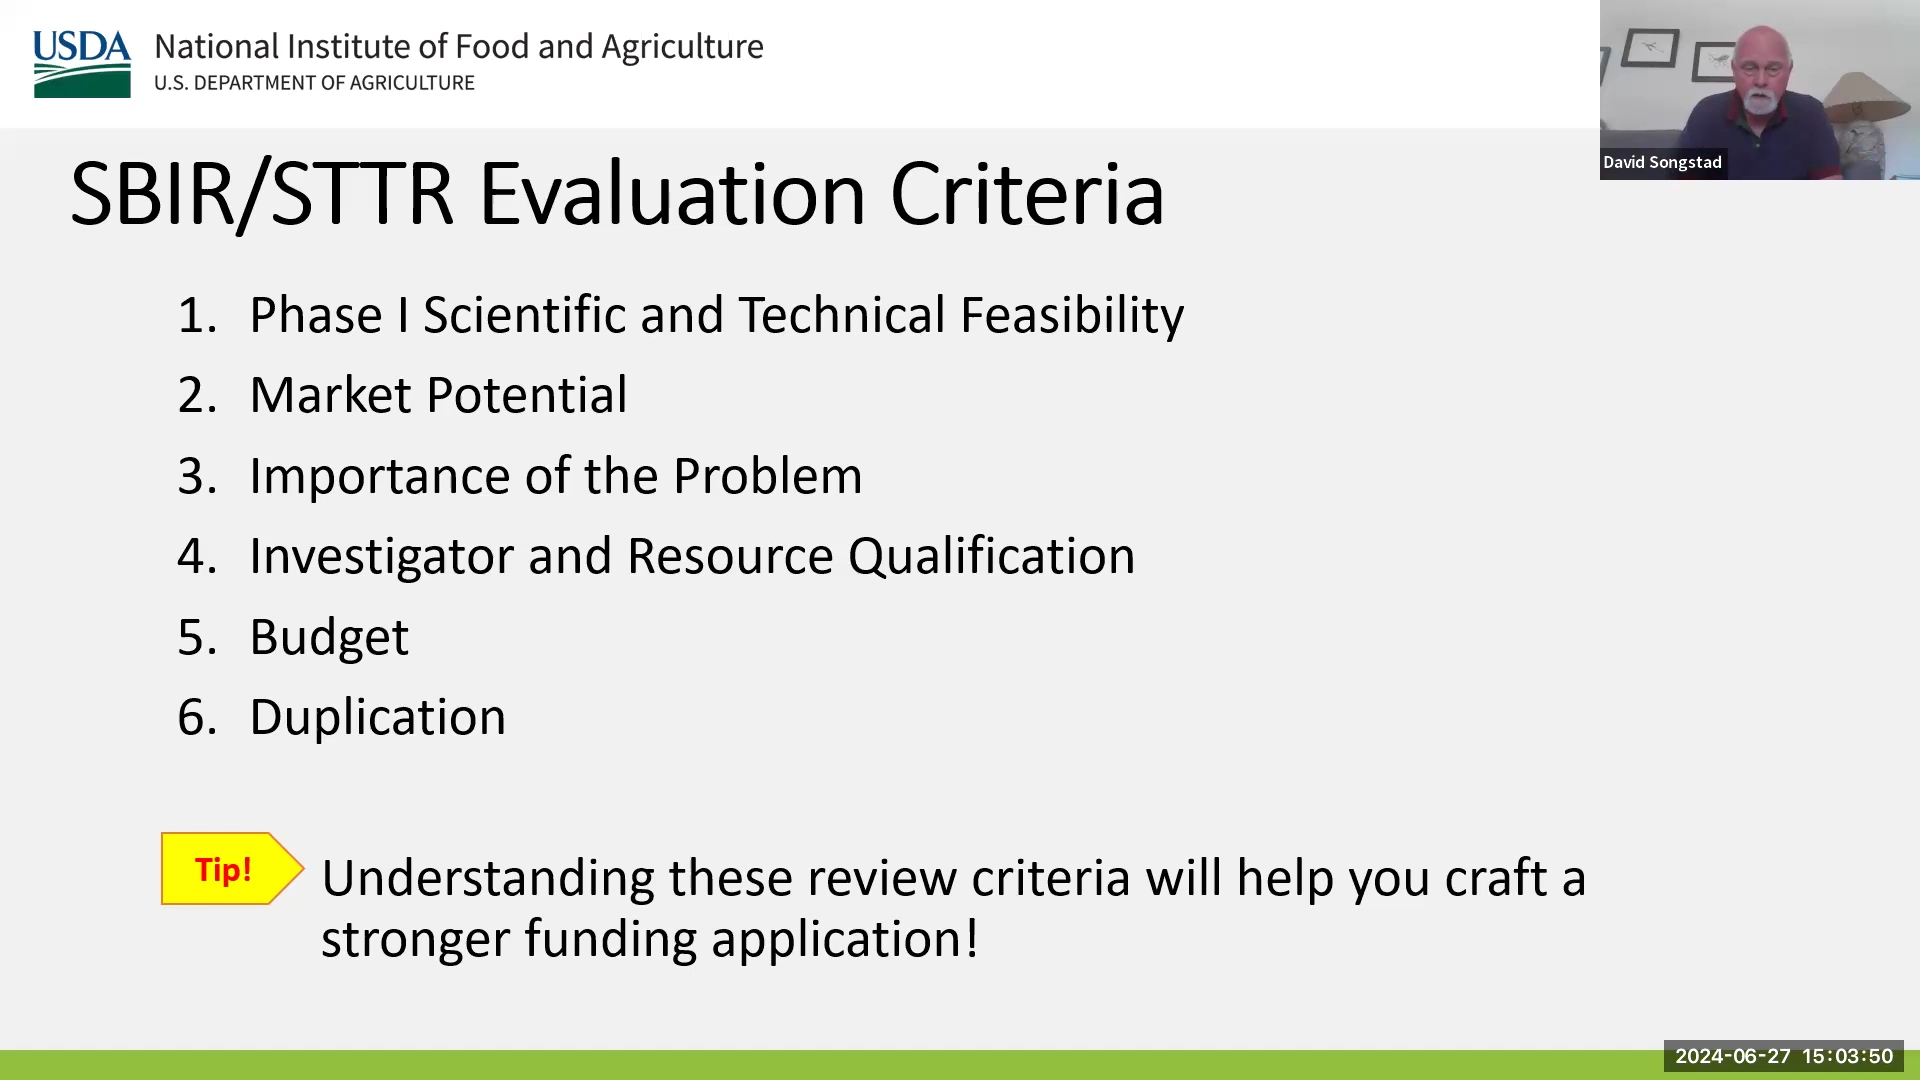 USDA
National Institute of Food and Agriculture
U.S. DEPARTMENT OF AGRICULTURE
David Songstad
SBIR/STTR Evaluation Criteria
1. Phase I Scientific and Technical Feasibility
2. Market Potential
3. Importance of the Problem
4. Investigator and Resource Qualification
5. Budget
6. Duplication
Tip!
Understanding these review criteria will help you craft a
stronger funding application!
2024-06-27 15:03:50